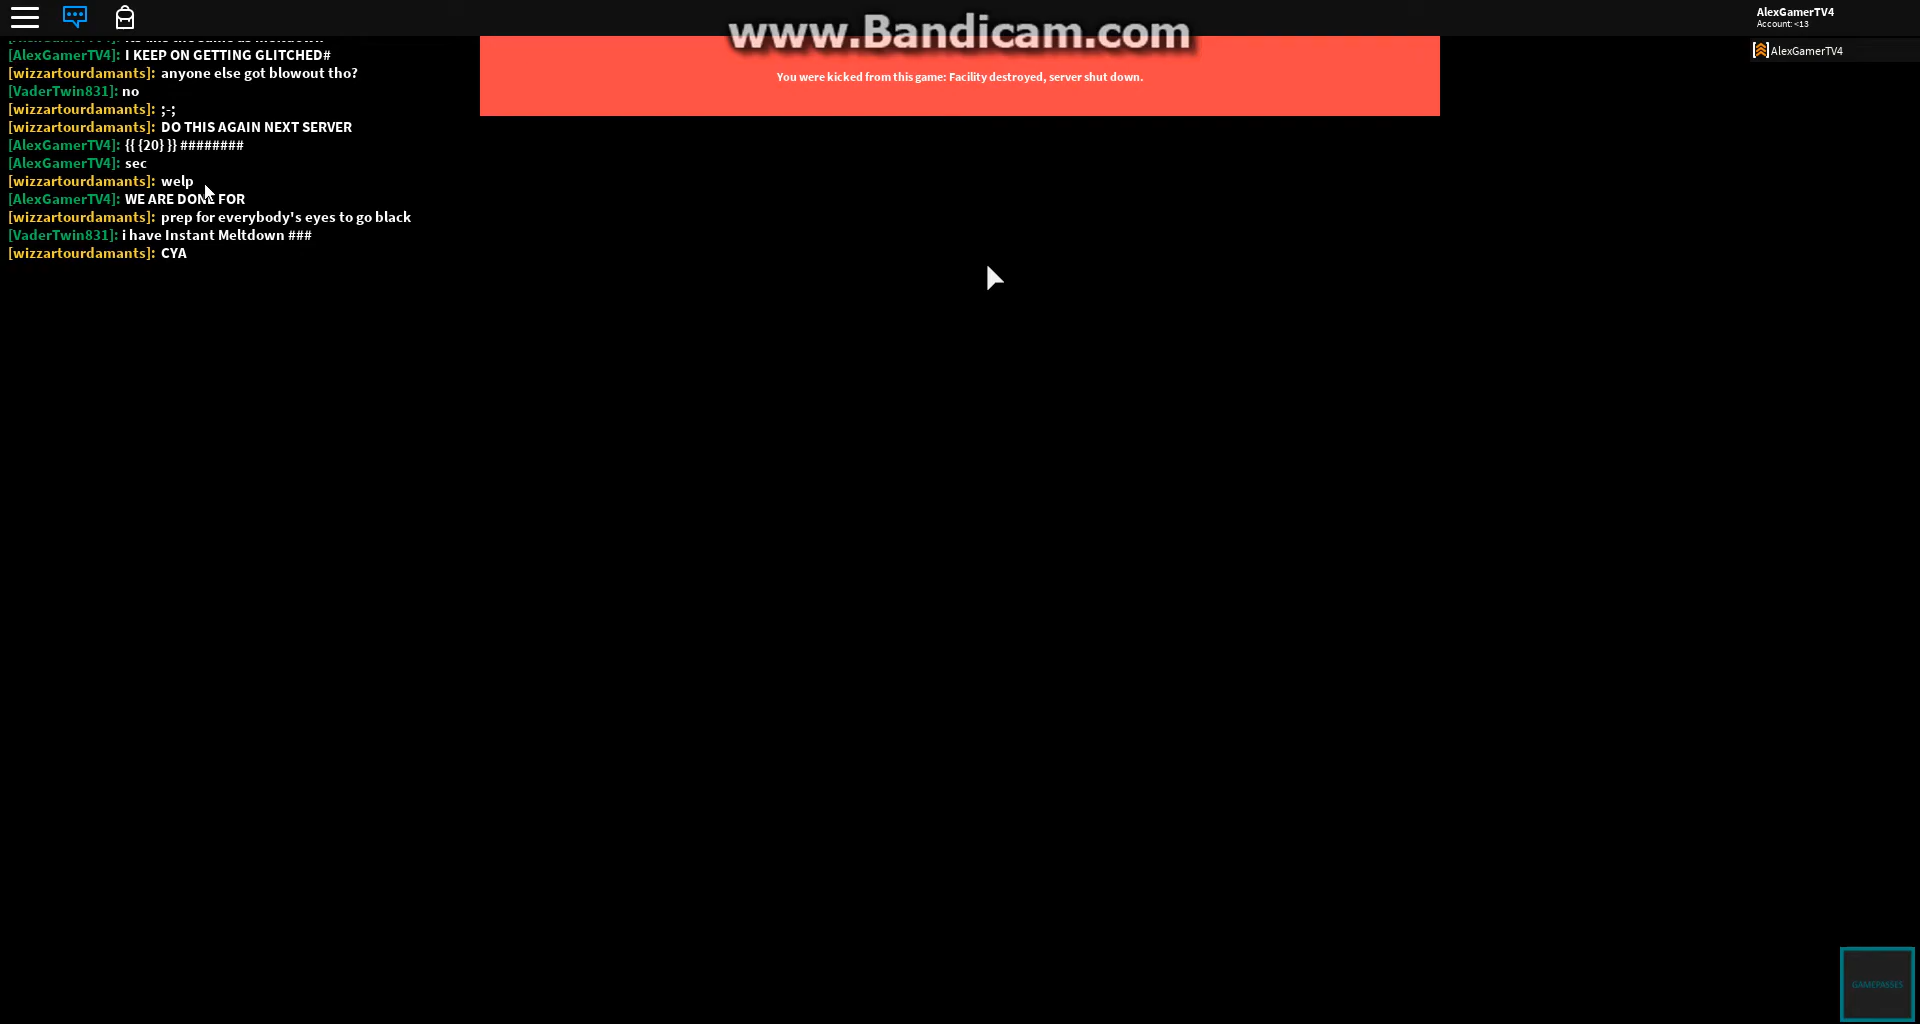 www.Bandicam.com
AlexGamerTV4
Account: <13
AlexGamerTV4
You were kicked from this game: Facility destroyed, server shut down.
[AlexGamerTV4]: I KEEP ON GETTING GLITCHED#
[wizzartourdamants]: anyone else got blowout tho?
[VaderTwin831]: no
[wizzartourdamants]: ;-;
[wizzartourdamants]: DO THIS AGAIN NEXT SERVER
[AlexGamerTV4]: {{ {20} }} ########
[AlexGamerTV4]: sec
[wizzartourdamants]: welp
[AlexGamerTV4]: WE ARE DONE FOR
[wizzartourdamants]: prep for everybody's eyes to go black
[VaderTwin831]: i have Instant Meltdown ###
[wizzartourdamants]: CYA
GAMEPASSES